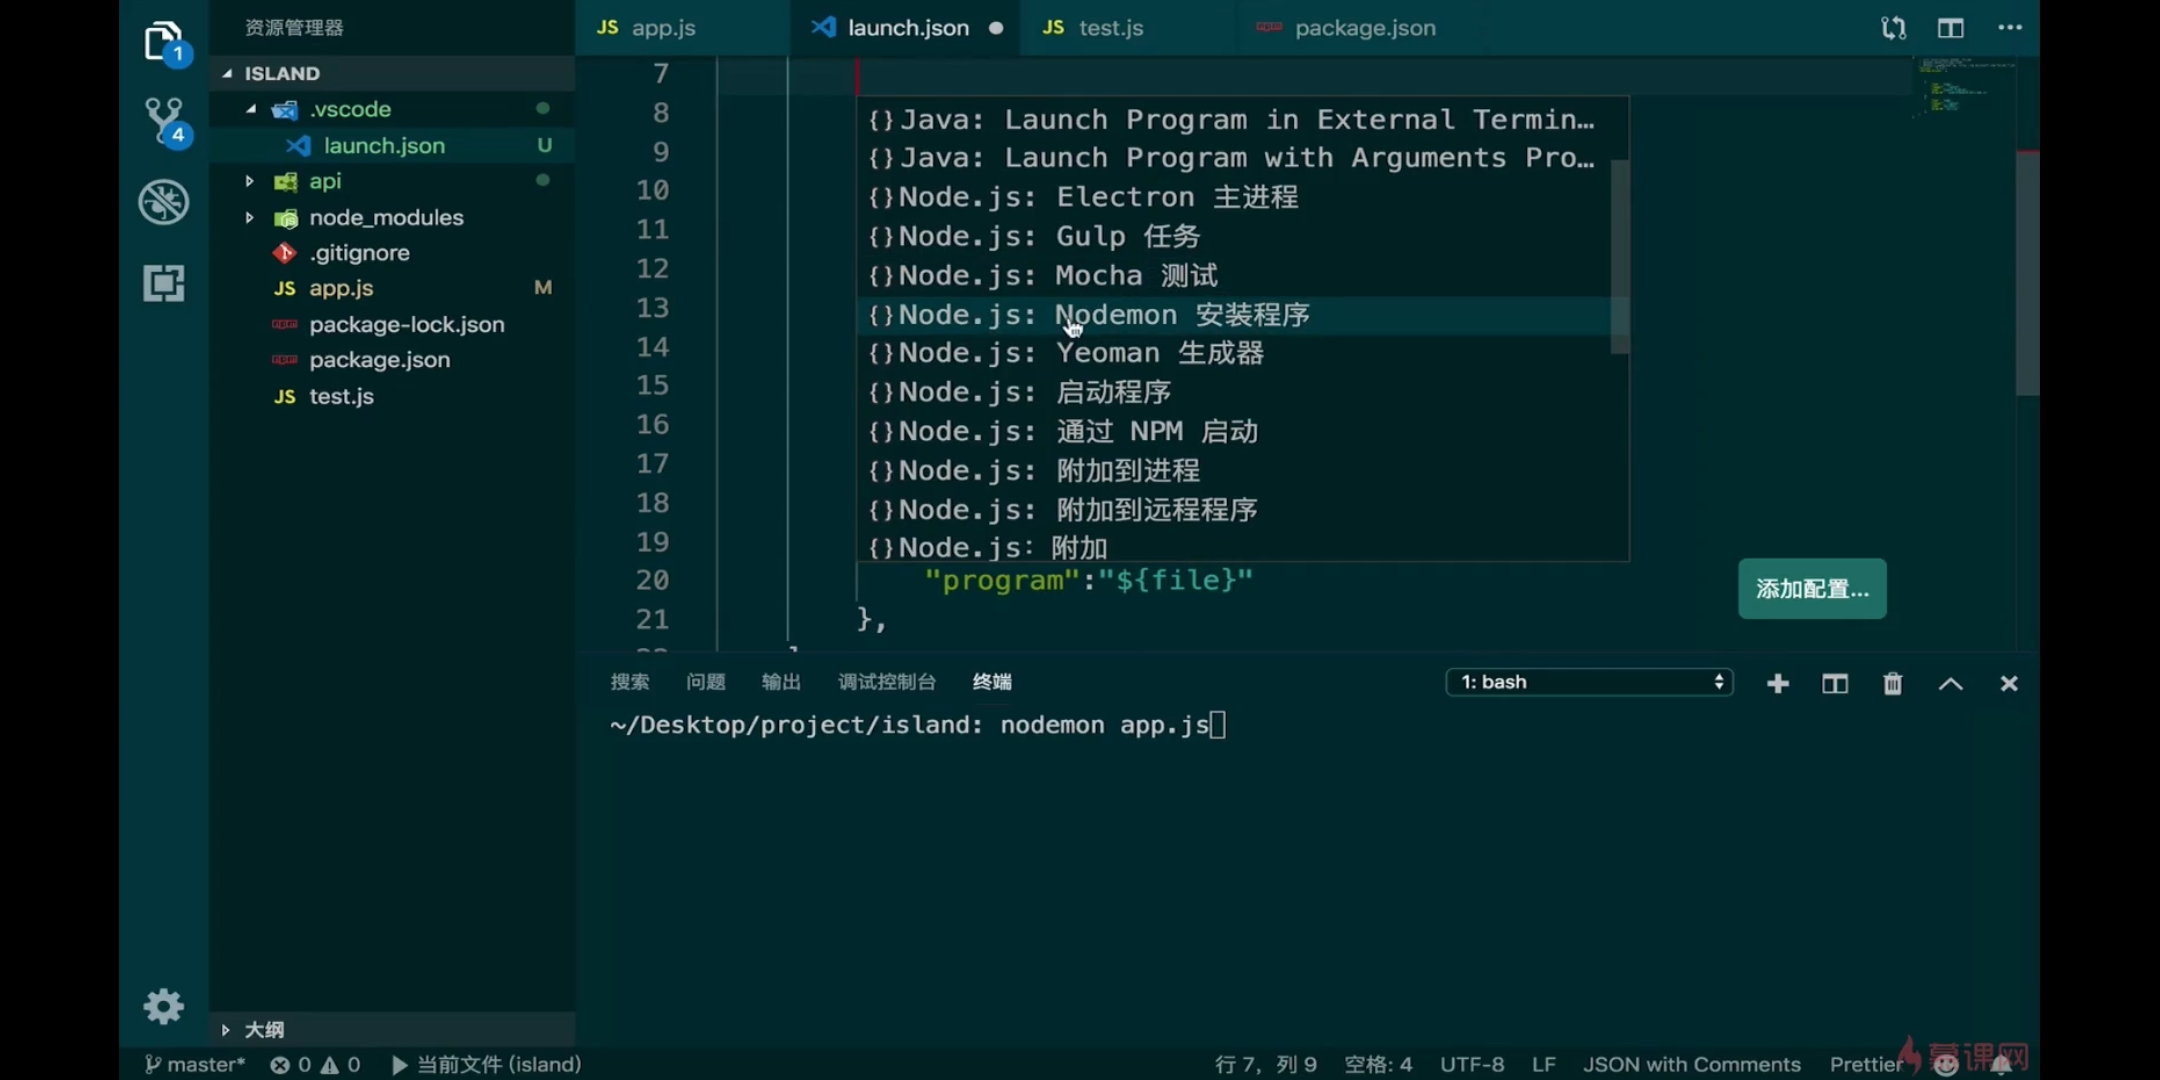 资源管理器
JS app.js
launch.json
JS test.js
package.json
1
ISLAND
.vscode
launch.json U
4
api
node_modules
.gitignore
JS app.js M
package-lock.json
package.json
JS test.js
大纲
7
8
9
10
11
12
13
14
15
16
17
18
19
20
21
{}Java: Launch Program in External Termin…
{}Java: Launch Program with Arguments Pro…
{}Node.js: Electron 主进程
{}Node.js: Gulp 任务
{}Node.js: Mocha 测试
{}Node.js: Nodemon 安装程序
{}Node.js: Yeoman 生成器
{}Node.js: 启动程序
{}Node.js: 通过 NPM 启动
{}Node.js: 附加到进程
{}Node.js: 附加到远程程序
{}Node.js: 附加
"program":"${file}"
},
添加配置...
搜索 问题 输出 调试控制台 终端
1: bash
~/Desktop/project/island: nodemon app.js
master* 0 0 当前文件 (island)
行 7，列 9 空格: 4 UTF-8 LF JSON with Comments Prettier
慕课网